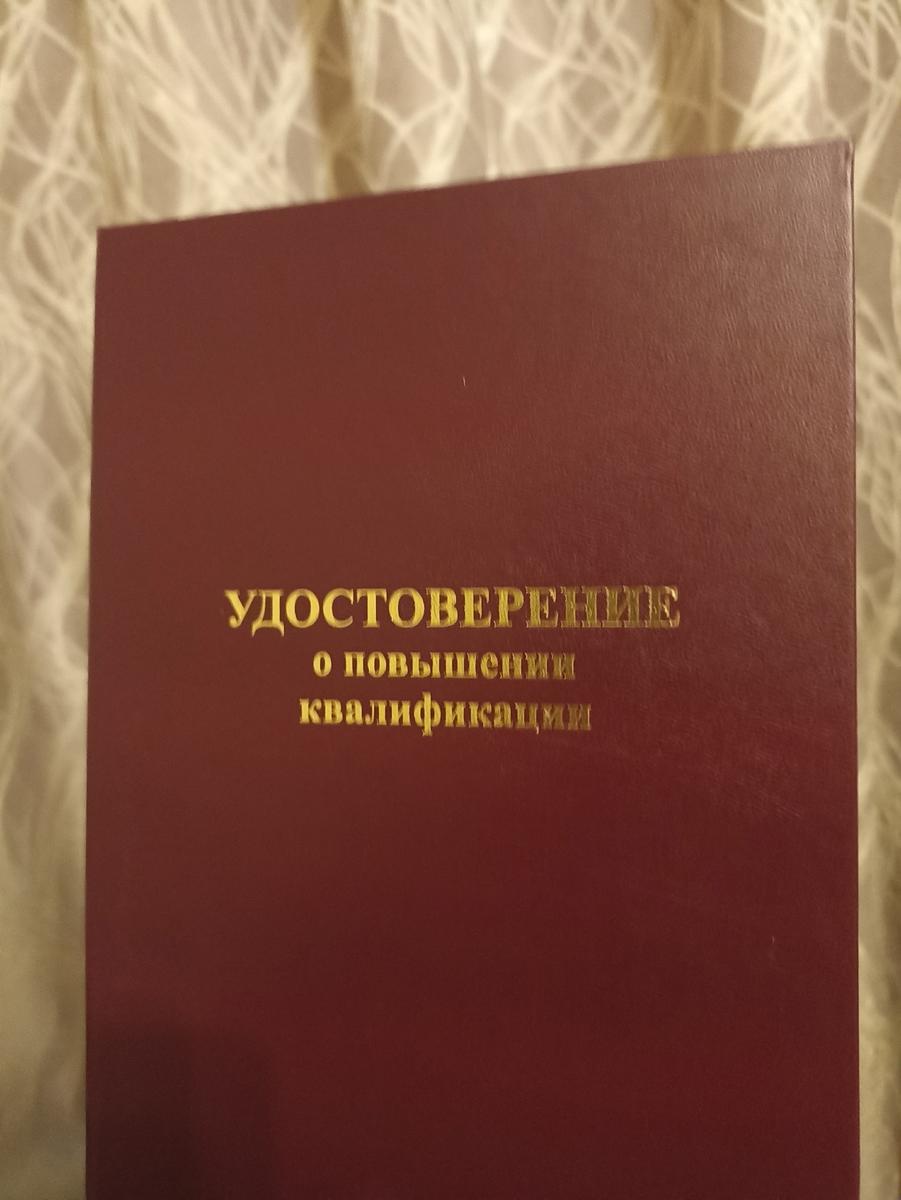 УДОСТОВЕРЕНИЕ
о повышении
квалификации